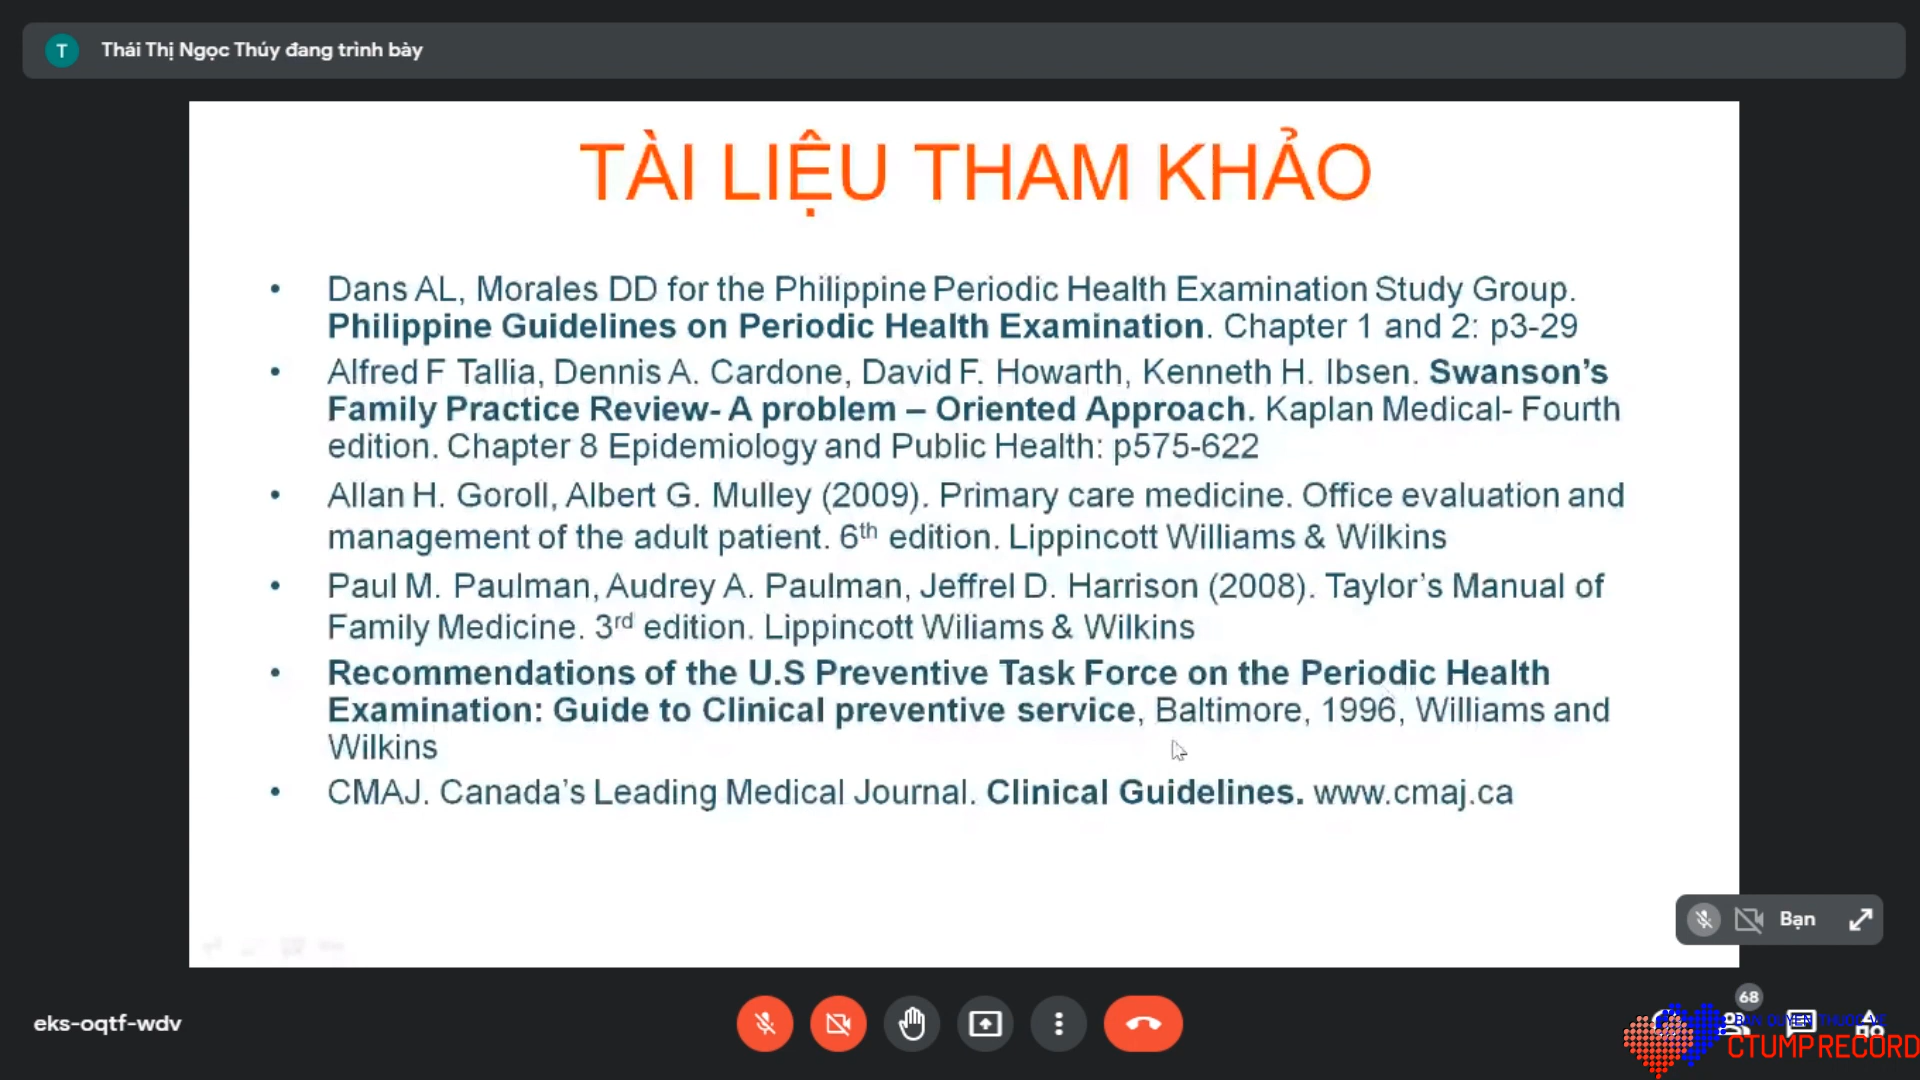 T Thái Thị Ngọc Thúy đang trình bày
TÀI LIỆU THAM KHẢO
• Dans AL, Morales DD for the Philippine Periodic Health Examination Study Group.
Philippine Guidelines on Periodic Health Examination. Chapter 1 and 2: p3-29
• Alfred F Tallia, Dennis A. Cardone, David F. Howarth, Kenneth H. Ibsen. Swanson’s
Family Practice Review- A problem – Oriented Approach. Kaplan Medical- Fourth
edition. Chapter 8 Epidemiology and Public Health: p575-622
• Allan H. Goroll, Albert G. Mulley (2009). Primary care medicine. Office evaluation and
management of the adult patient. 6th edition. Lippincott Williams & Wilkins
• Paul M. Paulman, Audrey A. Paulman, Jeffrel D. Harrison (2008). Taylor’s Manual of
Family Medicine. 3rd edition. Lippincott Wiliams & Wilkins
• Recommendations of the U.S Preventive Task Force on the Periodic Health
Examination: Guide to Clinical preventive service, Baltimore, 1996, Williams and
Wilkins
• CMAJ. Canada’s Leading Medical Journal. Clinical Guidelines. www.cmaj.ca
Bạn
68
eks-oqtf-wdv
BẢN QUYỀN THUỘC VỀ
CTUMP RECORD